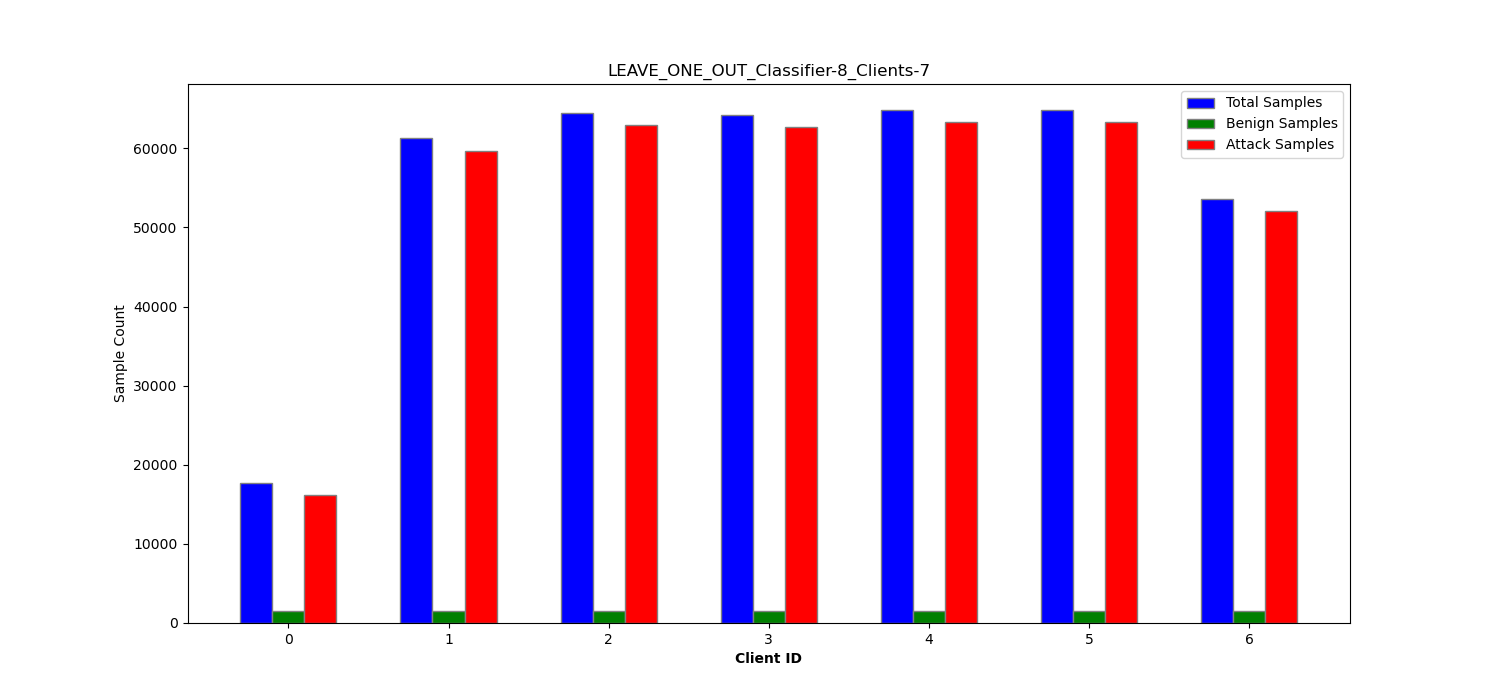 LEAVE_ONE_OUT_Classifier-8_Clients-7
Total Samples
Benign Samples
Attack Samples
Sample Count
60000
50000
40000
30000
20000
10000
0
0 1 2 3 4 5 6
Client ID